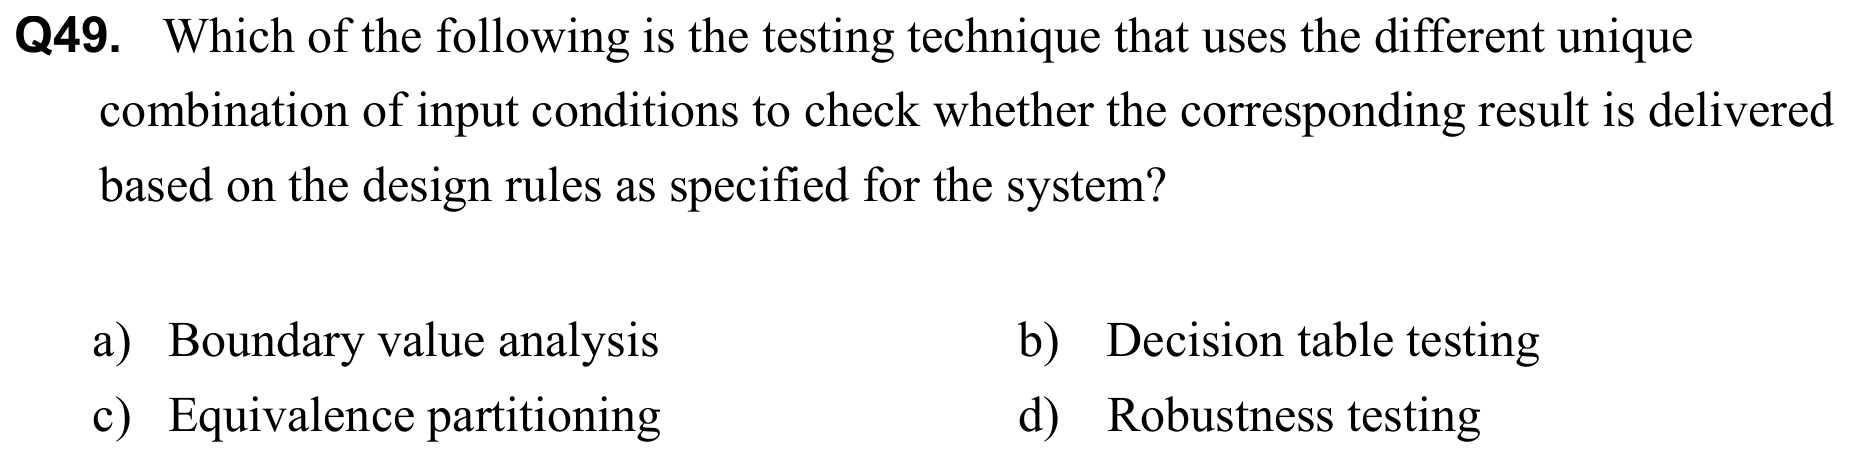 Q49. Which of the following is the testing technique that uses the different unique
combination of input conditions to check whether the corresponding result is delivered
based on the design rules as specified for the system?
a) Boundary value analysis b) Decision table testing
c) Equivalence partitioning d) Robustness testing